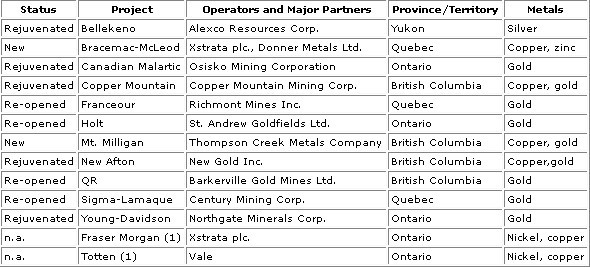 Status Project Operators and Major Partners Province/Territory Metals
Rejuvenated Bellekeno Alexco Resources Corp. Yukon Silver
New Bracemac-McLeod Xstrata plc., Donner Metals Ltd. Quebec Copper, zinc
Rejuvenated Canadian Malartic Osisko Mining Corporation Ontario Gold
Rejuvenated Copper Mountain Copper Mountain Mining Corp. British Columbia Copper, gold
Re-opened Francoeur Richmont Mines Inc. Quebec Gold
Re-opened Holt St. Andrew Goldfields Ltd. Ontario Gold
New Mt. Milligan Thompson Creek Metals Company British Columbia Copper, gold
Rejuvenated New Afton New Gold Inc. British Columbia Copper,gold
Re-opened QR Barkerville Gold Mines Ltd. British Columbia Gold
Re-opened Sigma-Lamaque Century Mining Corp. Quebec Gold
Rejuvenated Young-Davidson Northgate Minerals Corp. Ontario Gold
n.a. Fraser Morgan (1) Xstrata plc. Ontario Nickel, copper
n.a. Totten (1) Vale Ontario Nickel, copper